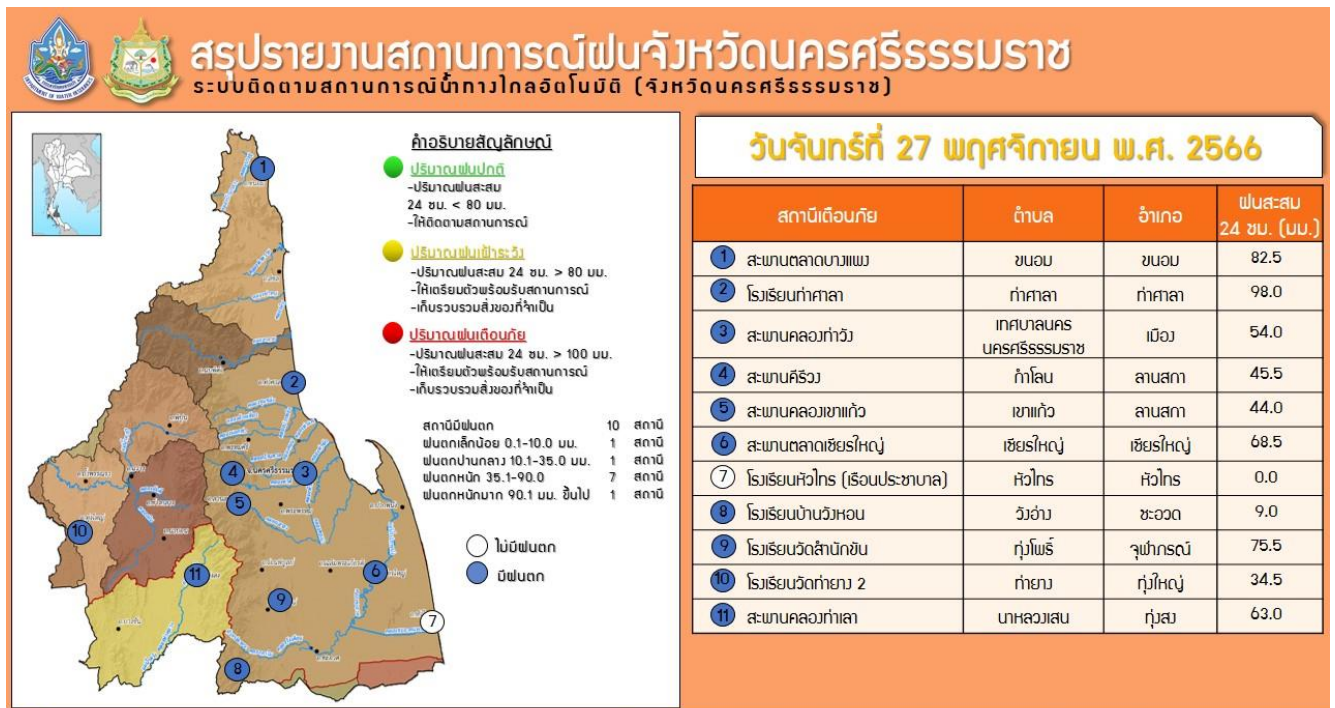 สรุปรายงานสถานการณ์ฝนจังหวัดนครศรีธรรมราช
ระบบติดตามสถานการณ์น้ำทางไกลอัตโนมัติ (จังหวัดนครศรีธรรมราช)
คำอธิบายสัญลักษณ์
ปริมาณฝนปกติ
-ปริมาณฝนสะสม
24 ชม. < 80 มม.
-ให้ติดตามสถานการณ์
ปริมาณฝนเฝ้าระวัง
-ปริมาณฝนสะสม 24 ชม. > 80 มม.
-ให้เตรียมตัวพร้อมรับสถานการณ์
-เก็บรวบรวมสิ่งของที่จำเป็น
ปริมาณฝนเตือนภัย
-ปริมาณฝนสะสม 24 ชม. > 100 มม.
-ให้เตรียมตัวพร้อมรับสถานการณ์
-เก็บรวบรวมสิ่งของที่จำเป็น
สถานีมีฝนตก 10 สถานี
ฝนตกเล็กน้อย 0.1-10.0 มม. 1 สถานี
ฝนตกปานกลาง 10.1-35.0 มม. 1 สถานี
ฝนตกหนัก 35.1-90.0 7 สถานี
ฝนตกหนักมาก 90.1 มม. ขึ้นไป 1 สถานี
ไม่มีฝนตก
มีฝนตก
1
2
4
จ.นครศรีธรรมราช
3
5
10
11
6
9
7
8
วันจันทร์ที่ 27 พฤศจิกายน พ.ศ. 2566
สถานีเตือนภัย ตำบล อำเภอ ฝนสะสม
24 ชม. (มม.)
1 สะพานตลาดบางแพง ขนอม ขนอม 82.5
2 โรงเรียนท่าศาลา ท่าศาลา ท่าศาลา 98.0
3 สะพานคลองท่าวัง เทศบาลนคร
นครศรีธรรมราช เมือง 54.0
4 สะพานคีรีวง กำโลน ลานสกา 45.5
5 สะพานคลองเขาแก้ว เขาแก้ว ลานสกา 44.0
6 สะพานตลาดเชียรใหญ่ เชียรใหญ่ เชียรใหญ่ 68.5
7 โรงเรียนหัวไทร (เรือนประชาบาล) หัวไทร หัวไทร 0.0
8 โรงเรียนบ้านวังหอน วังอ่าง ชะอวด 9.0
9 โรงเรียนวัดสำนักขัน ทุ่งโพธิ์ จุฬาภรณ์ 75.5
10 โรงเรียนวัดท่ายาง 2 ท่ายาง ทุ่งใหญ่ 34.5
11 สะพานคลองท่าเลา นาหลวงเสน ทุ่งสง 63.0